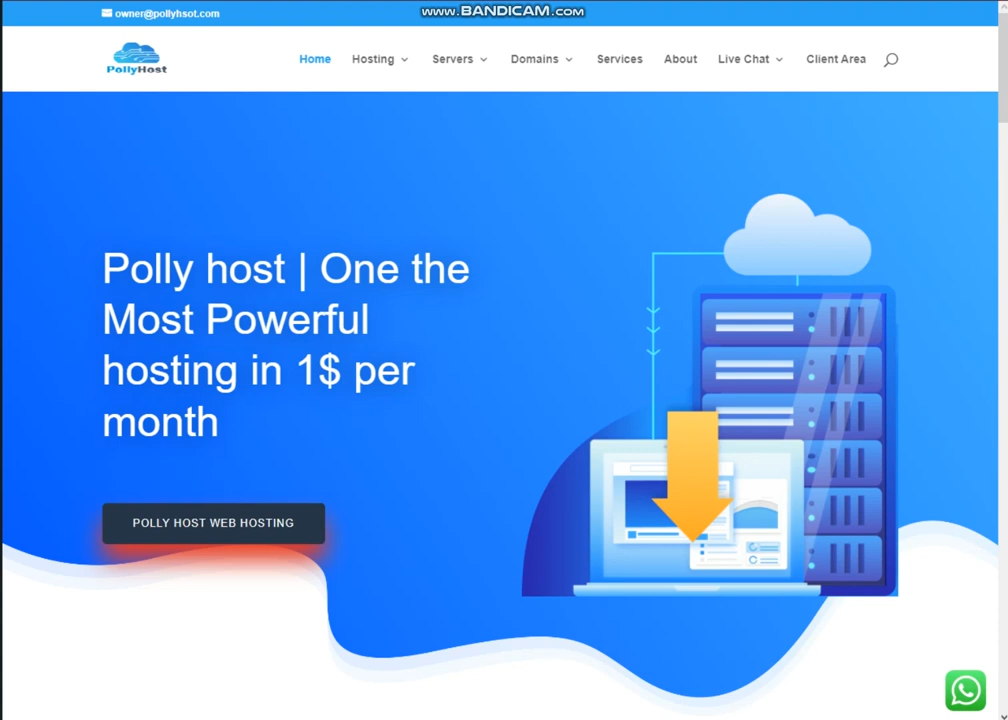 www.BANDICAM.com
owner@pollyhsot.com
PollyHost
Home Hosting Servers Domains Services About Live Chat Client Area
Polly host | One the
Most Powerful
hosting in 1$ per
month
POLLY HOST WEB HOSTING